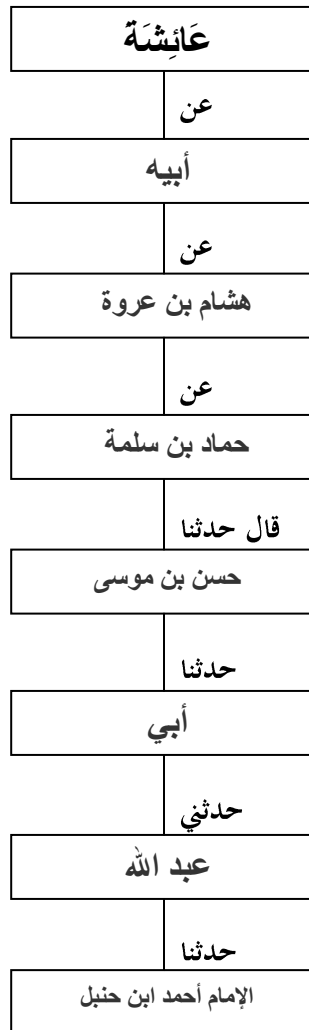 عَائِشَة
عن
أبيه
عن
هشام بن عروة
عن
حماد بن سلمة
قال حدثنا
حسن بن موسى
حدثنا
أبي
حدثني
عبد الله
حدثنا
الإمام أحمد ابن حنبل